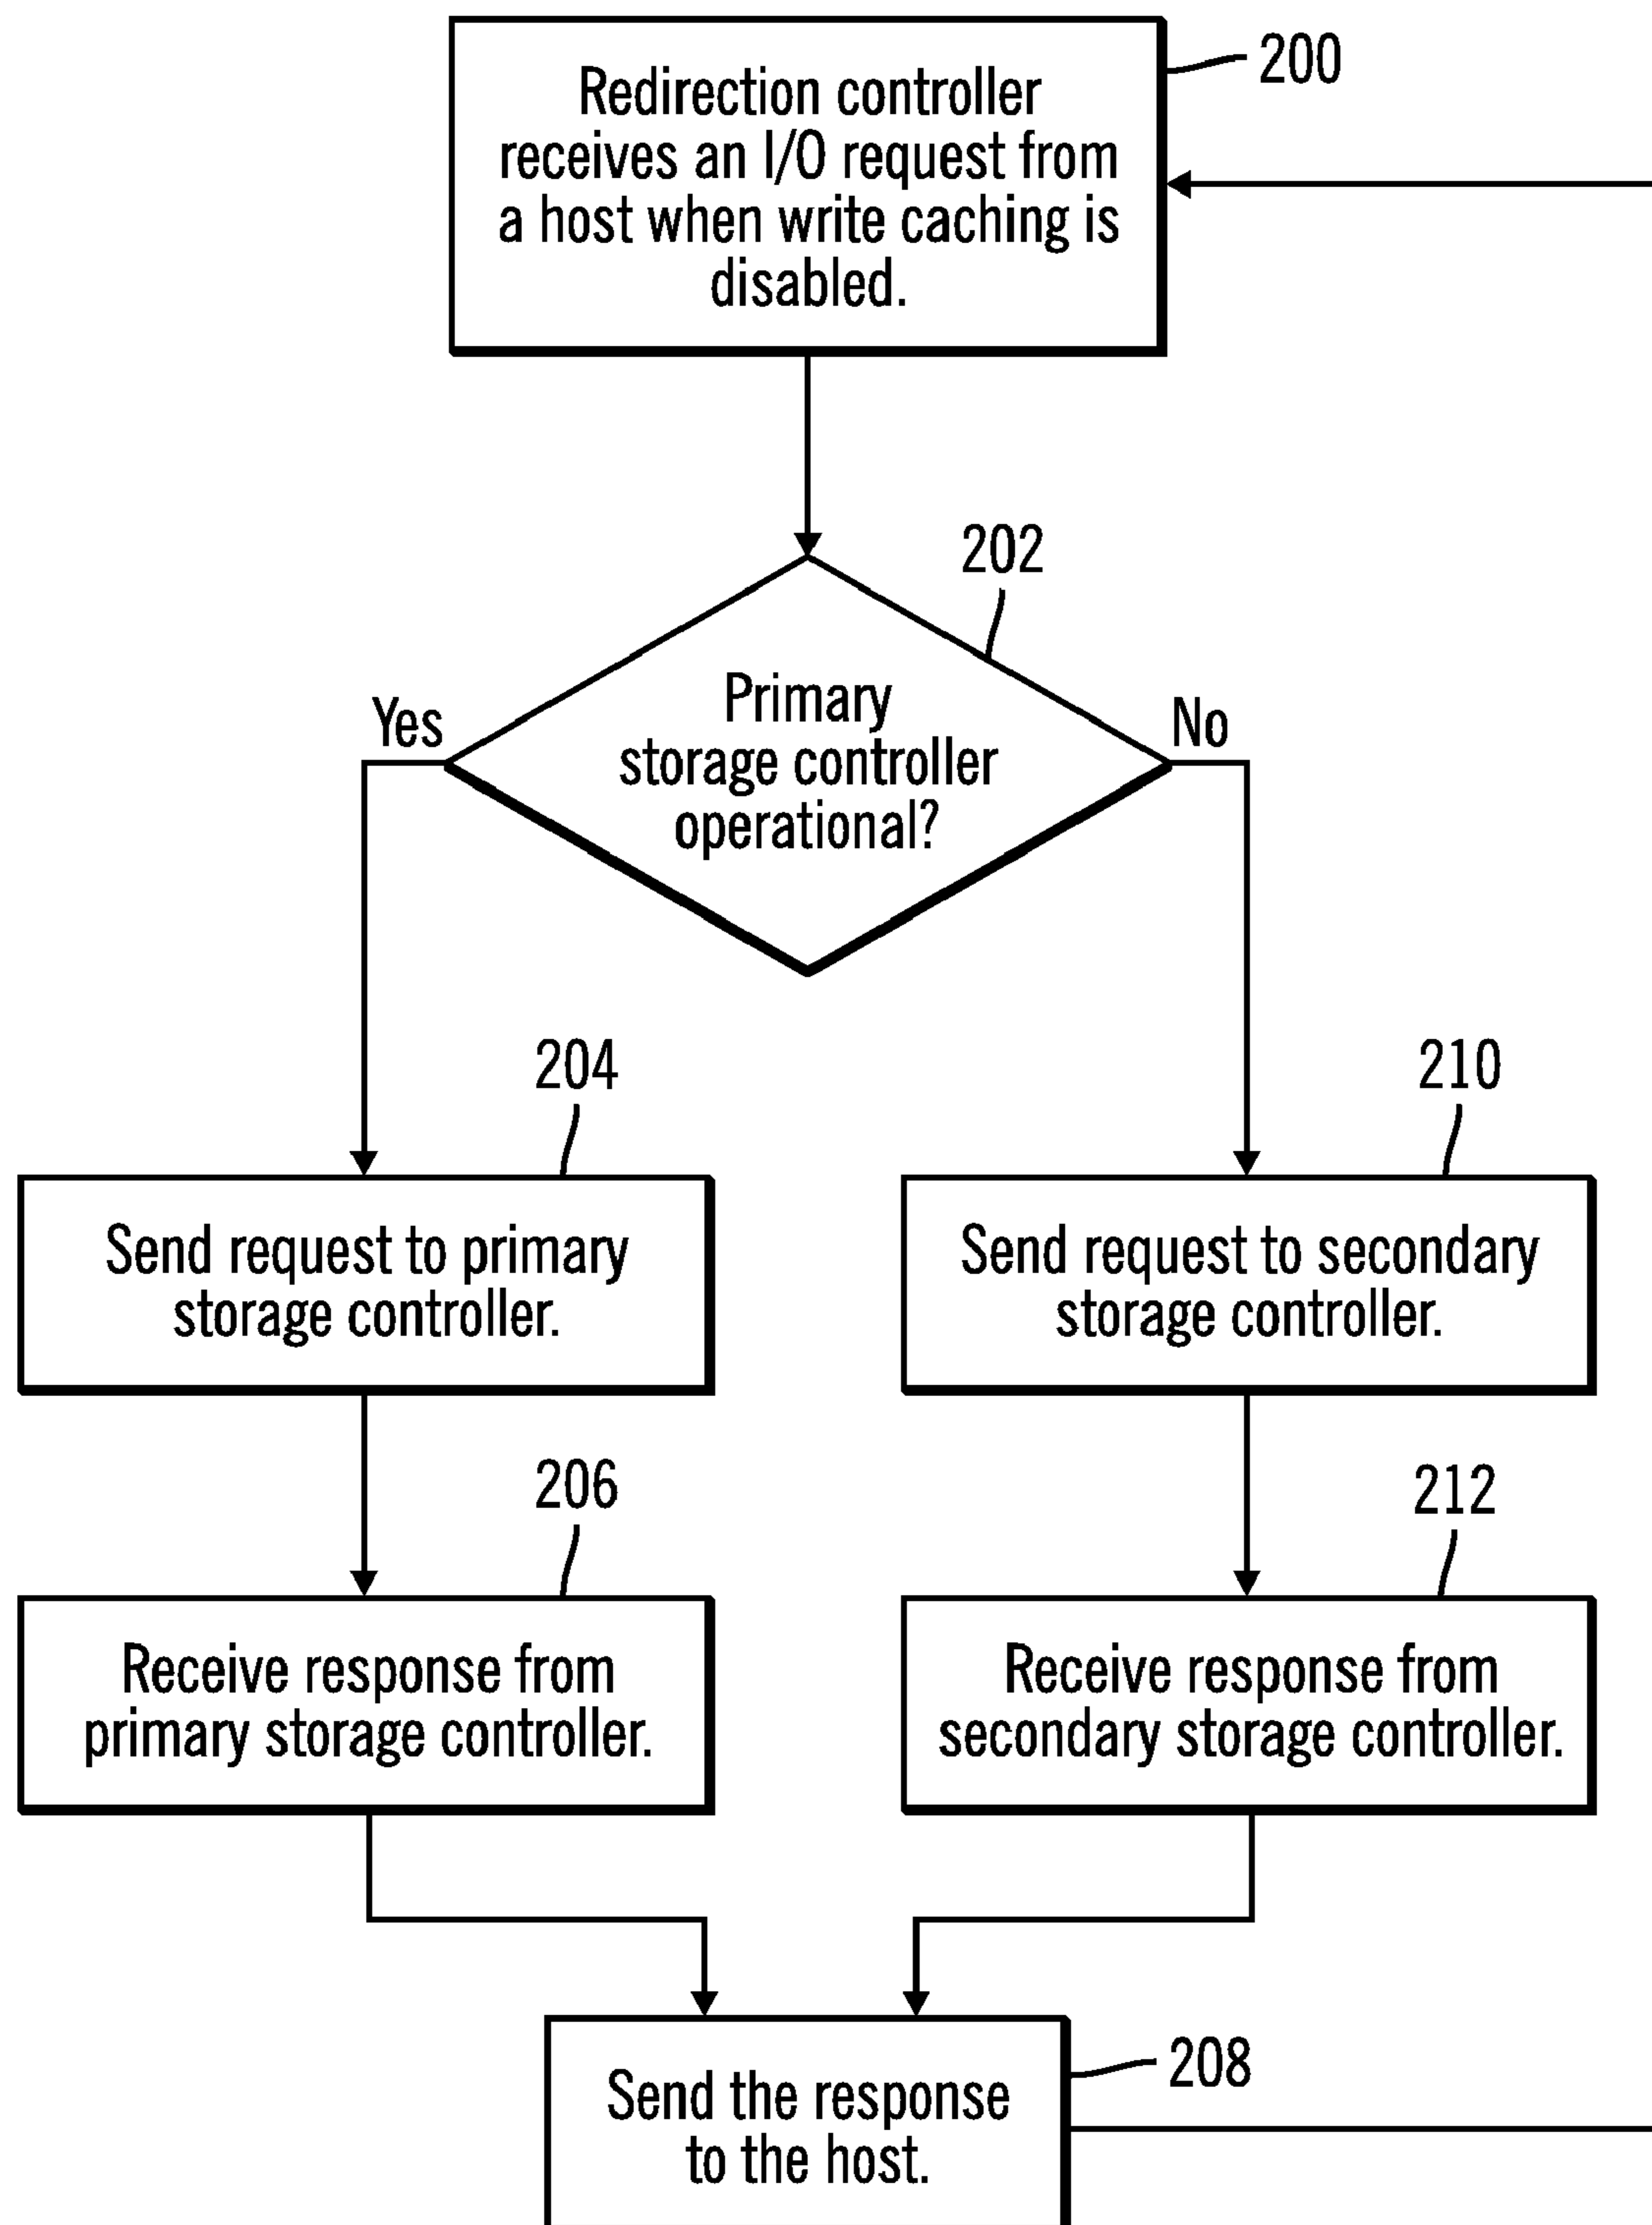 200
Redirection controller
receives an I/O request from
a host when write caching is
disabled.
202
Yes
No
Primary
storage controller
operational?
204
210
Send request to primary
storage controller.
Send request to secondary
storage controller.
206
212
Receive response from
primary storage controller.
Receive response from
secondary storage controller.
208
Send the response
to the host.